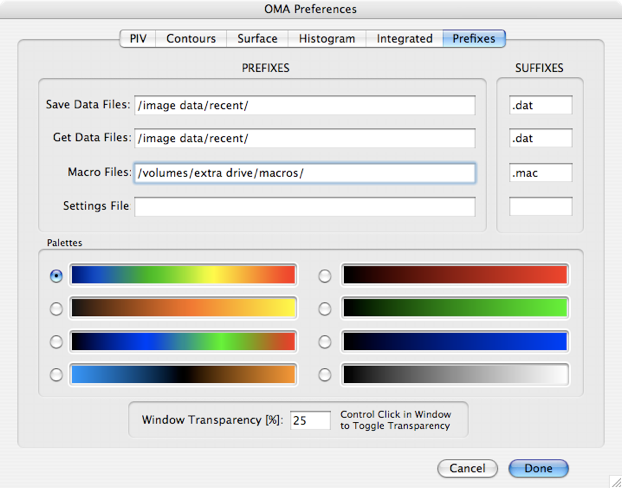 OMA Preferences
PIV Contours Surface Histogram Integrated Prefixes
PREFIXES SUFFIXES
Save Data Files: /image data/recent/ .dat
Get Data Files: /image data/recent/ .dat
Macro Files: /volumes/extra drive/macros/ .mac
Settings File
Palettes
Window Transparency [%]: 25 Control Click in Window
to Toggle Transparency
Cancel Done